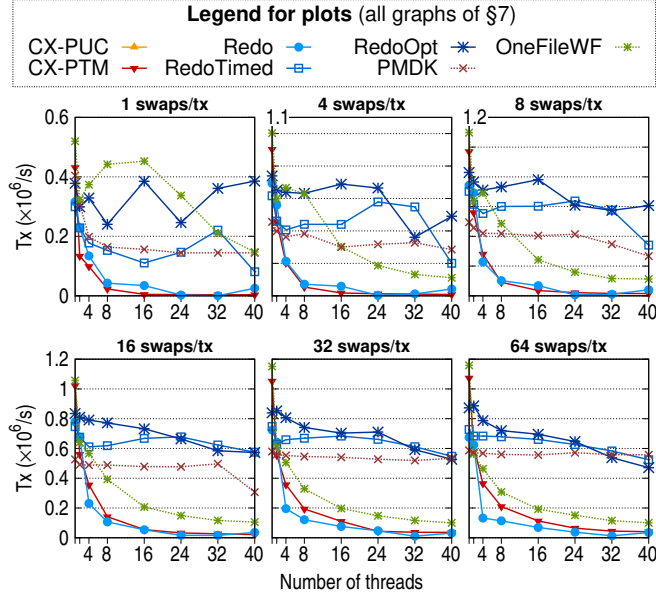 Legend for plots (all graphs of §7)
CX-PUC Redo RedoOpt OneFileWF
CX-PTM RedoTimed PMDK
1 swaps/tx 4 swaps/tx 8 swaps/tx
0.6 1.1 1.2
0.4
0.2
0
Tx (×10⁶/s)
4 8 16 24 32 40 4 8 16 24 32 40 4 8 16 24 32 40
16 swaps/tx 32 swaps/tx 64 swaps/tx
1.2
1
0.8
0.6
0.4
0.2
0
Tx (×10⁶/s)
4 8 16 24 32 40 4 8 16 24 32 40 4 8 16 24 32 40
Number of threads